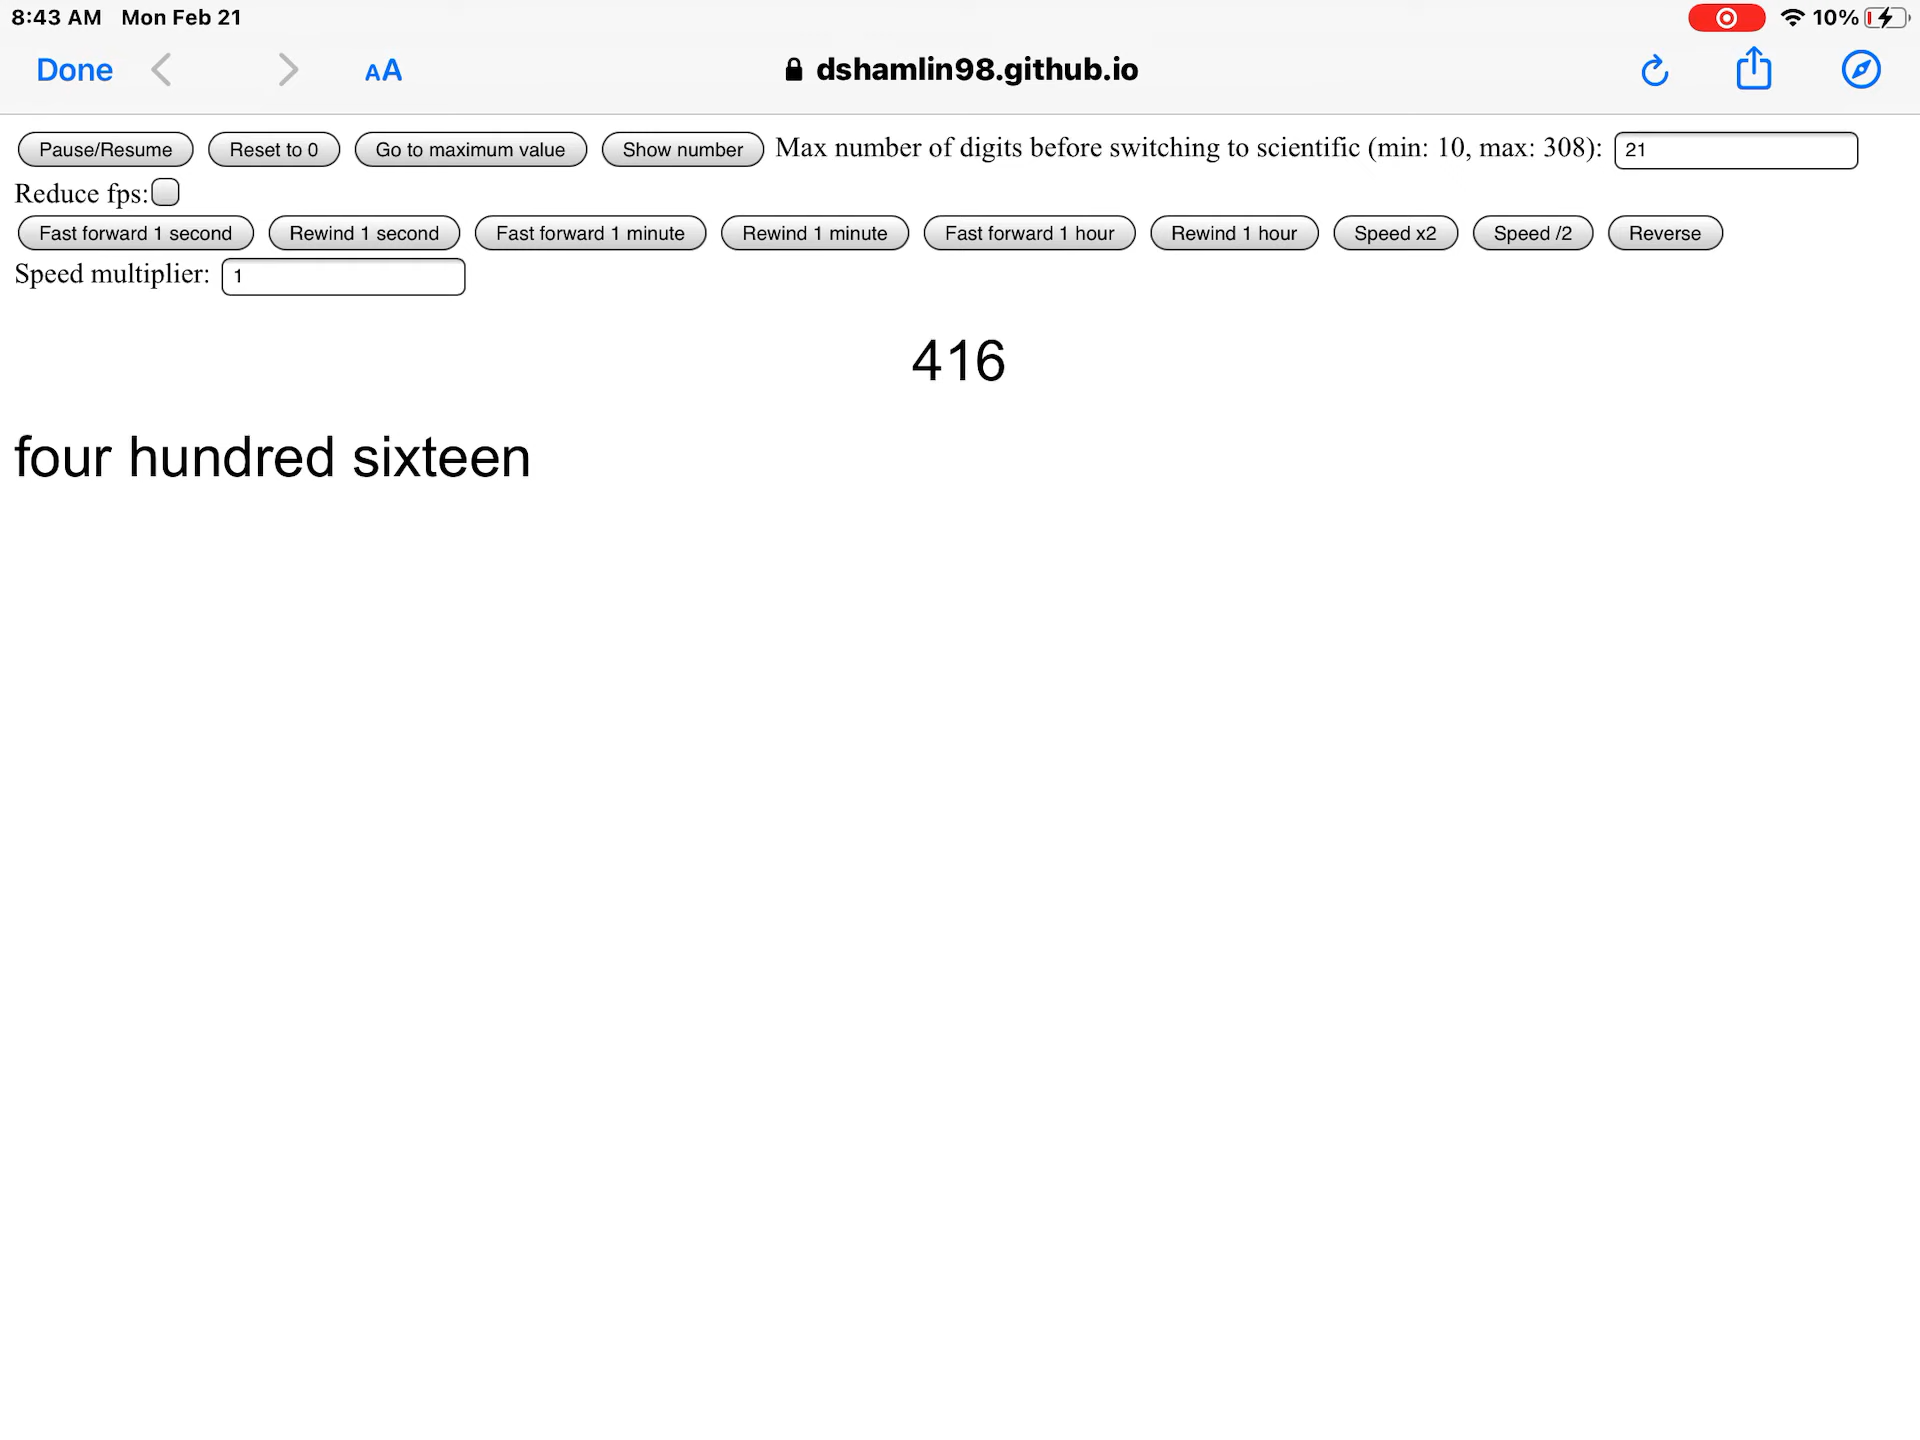 8:43 AM Mon Feb 21 10%
Done AA dshamlin98.github.io
Pause/Resume Reset to 0 Go to maximum value Show number Max number of digits before switching to scientific (min: 10, max: 308): 21
Reduce fps:
Fast forward 1 second Rewind 1 second Fast forward 1 minute Rewind 1 minute Fast forward 1 hour Rewind 1 hour Speed x2 Speed /2 Reverse
Speed multiplier: 1
416
four hundred sixteen